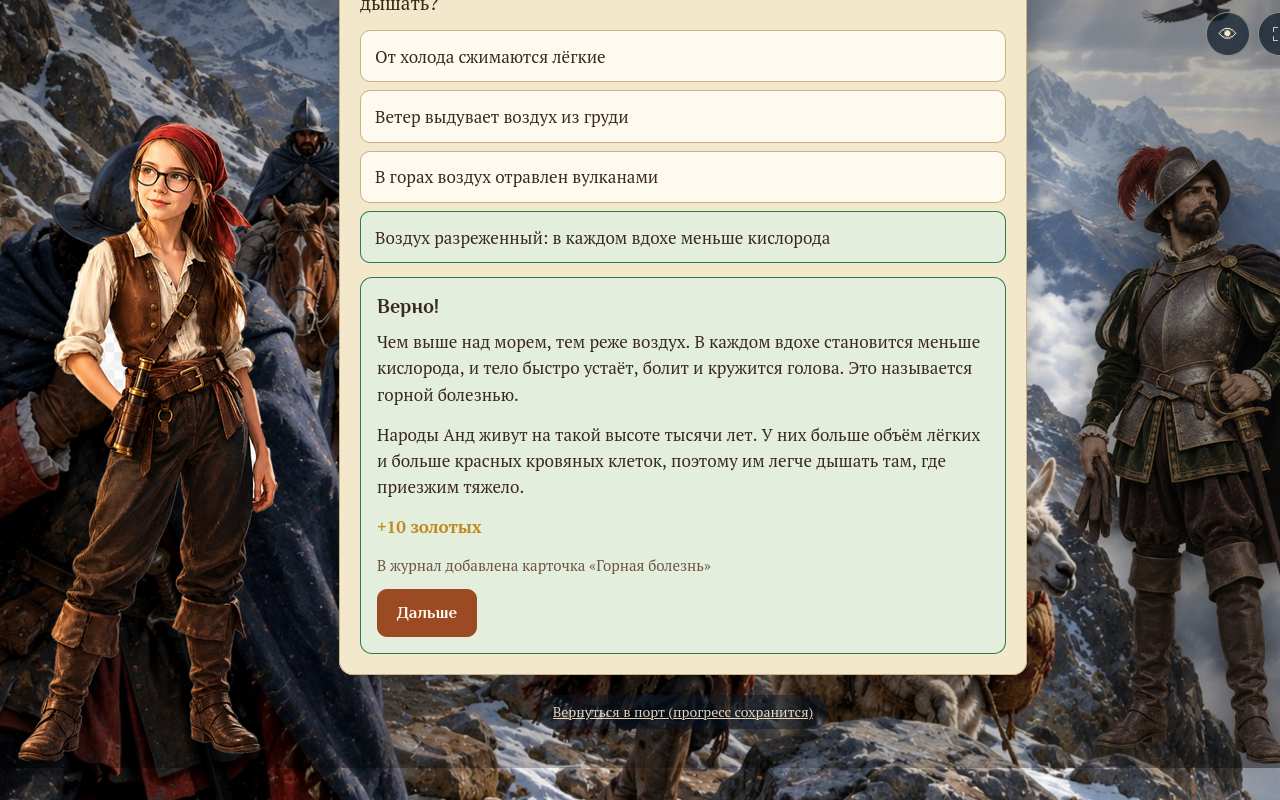 дышать?
От холода сжимаются лёгкие
Ветер выдувает воздух из груди
В горах воздух отравлен вулканами
Воздух разреженный: в каждом вдохе меньше кислорода
Верно!
Чем выше над морем, тем реже воздух. В каждом вдохе становится меньше
кислорода, и тело быстро устаёт, болит и кружится голова. Это называется
горной болезнью.
Народы Анд живут на такой высоте тысячи лет. У них больше объём лёгких
и больше красных кровяных клеток, поэтому им легче дышать там, где
приезжим тяжело.
+10 золотых
В журнал добавлена карточка «Горная болезнь»
Дальше
Вернуться в порт (прогресс сохранится)